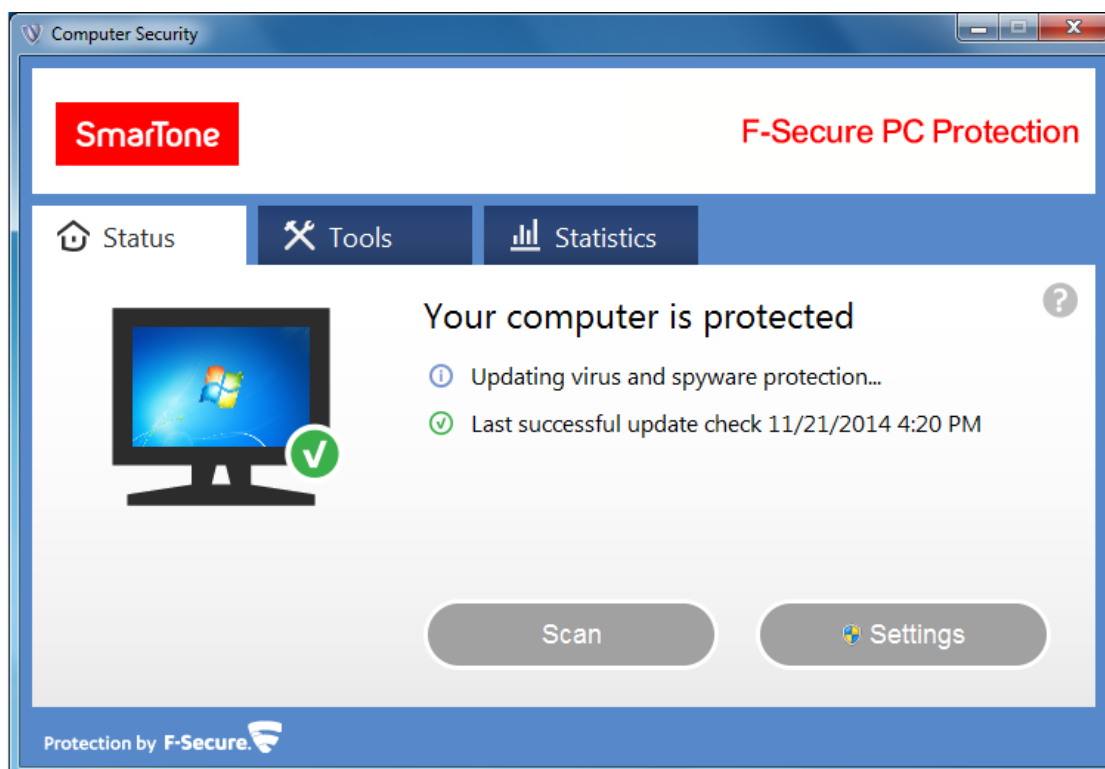 Computer Security
SmarTone
F-Secure PC Protection
Status
Tools
Statistics
Your computer is protected
Updating virus and spyware protection...
Last successful update check 11/21/2014 4:20 PM
Scan
Settings
Protection by F-Secure.